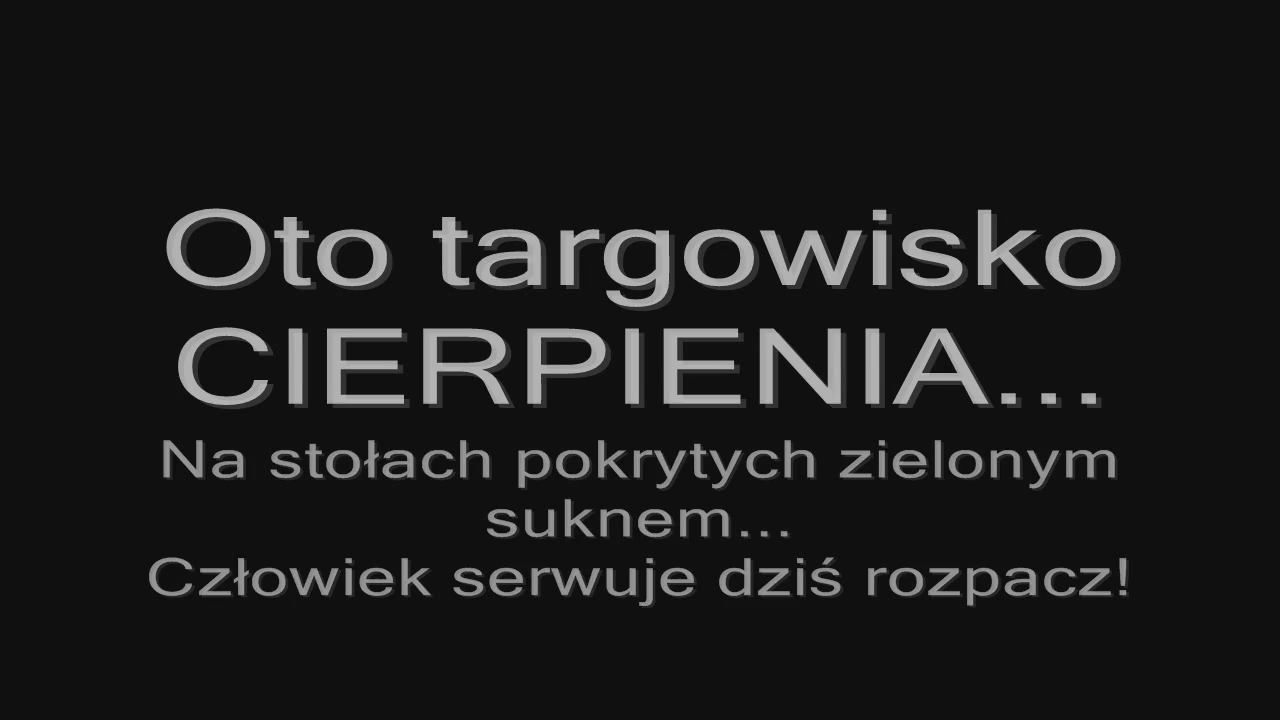 Oto targowisko
CIERPIENIA...
Na stołach pokrytych zielonym
suknem...
Człowiek serwuje dziś rozpacz!